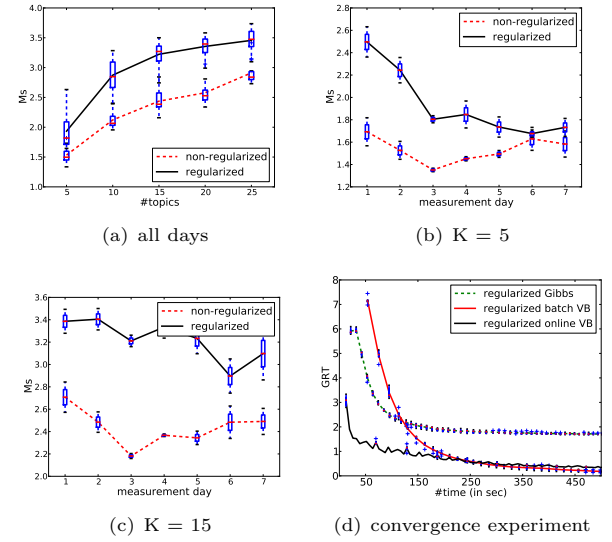 4.0
3.5
3.0
2.5
2.0
1.5
1.0
Ms
non-regularized
regularized
5 10 15 20 25
#topics
(a) all days
2.8
2.6
2.4
2.2
2.0
1.8
1.6
1.4
1.2
Ms
non-regularized
regularized
1 2 3 4 5 6 7
measurement day
(b) K = 5
3.6
3.4
3.2
3.0
2.8
2.6
2.4
2.2
2.0
Ms
non-regularized
regularized
1 2 3 4 5 6 7
measurement day
(c) K = 15
8
7
6
5
4
3
2
1
0
GRT
regularized Gibbs
regularized batch VB
regularized online VB
50 150 250 350 450
#time (in sec)
(d) convergence experiment